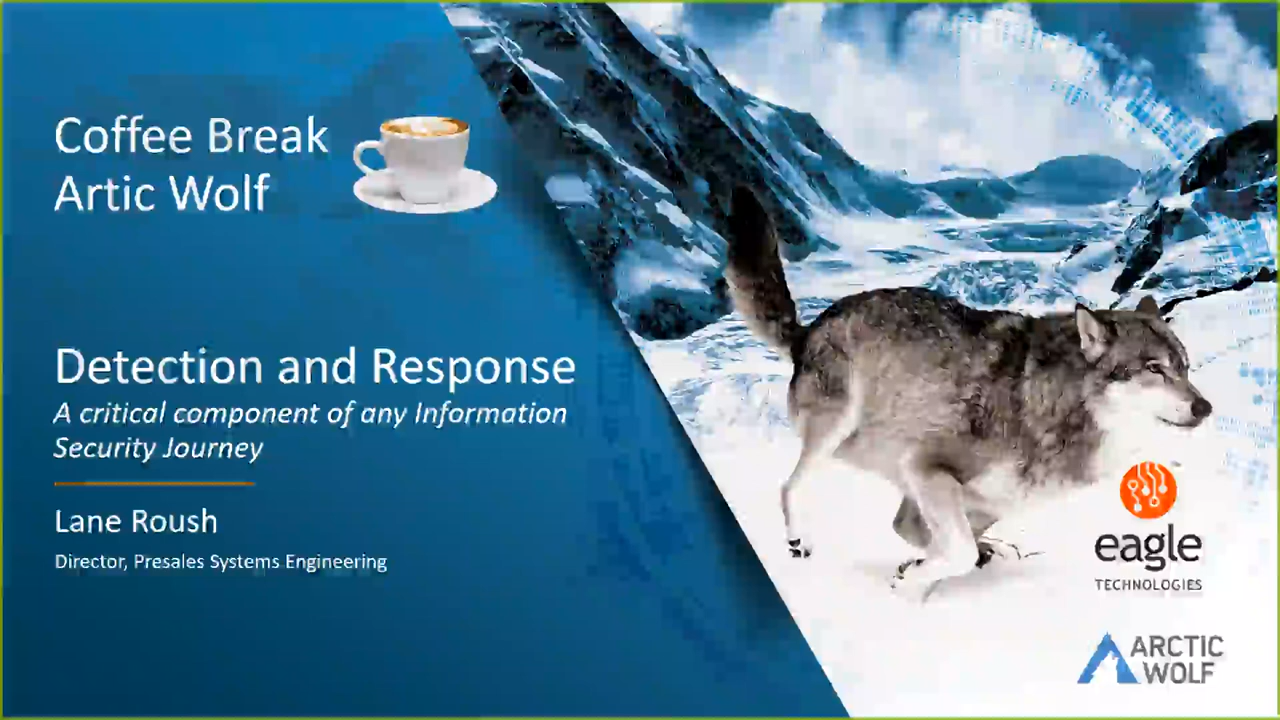 Coffee Break
Artic Wolf
Detection and Response
A critical component of any Information
Security Journey
Lane Roush
Director, Presales Systems Engineering
eagle
TECHNOLOGIES
ARCTIC
WOLF